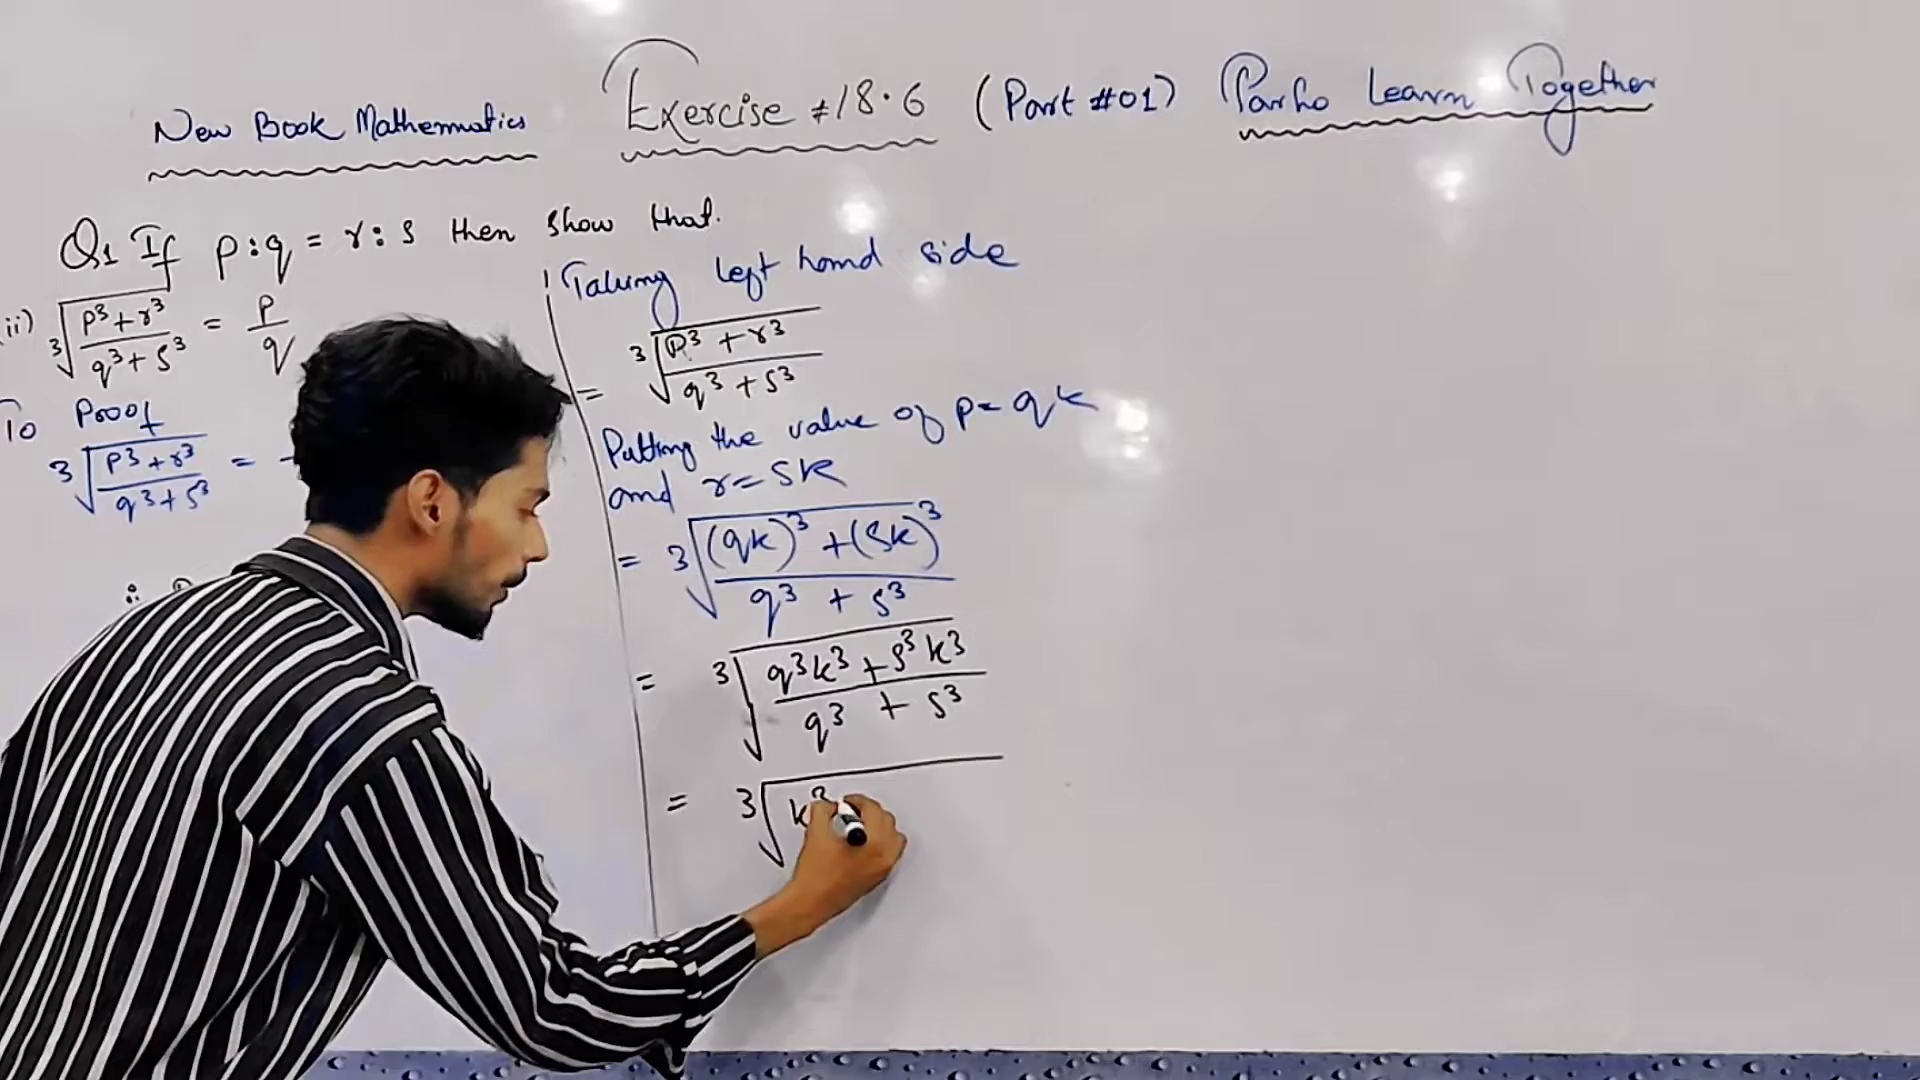 New Book Mathematics Exercise #18.6 (Part #01) Parho Learn Together
Q1 If p:q = r:s then show that.
ii) ³√((p³+r³)/(q³+s³)) = p/q
To Proof
³√((p³+r³)/(q³+s³)) =
Taking left hand side
= ³√((p³+r³)/(q³+s³))
Putting the value of p=qk
and r=sk
= ³√(((qk)³+(sk)³)/(q³+s³))
= ³√((q³k³+s³k³)/(q³+s³))
= ³√(k³